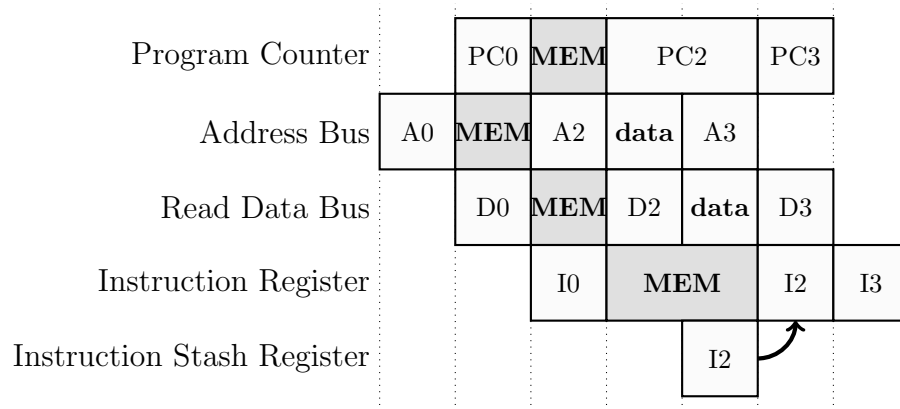 Program Counter PC0 MEM PC2 PC3
Address Bus A0 MEM A2 data A3
Read Data Bus D0 MEM D2 data D3
Instruction Register I0 MEM I2 I3
Instruction Stash Register I2